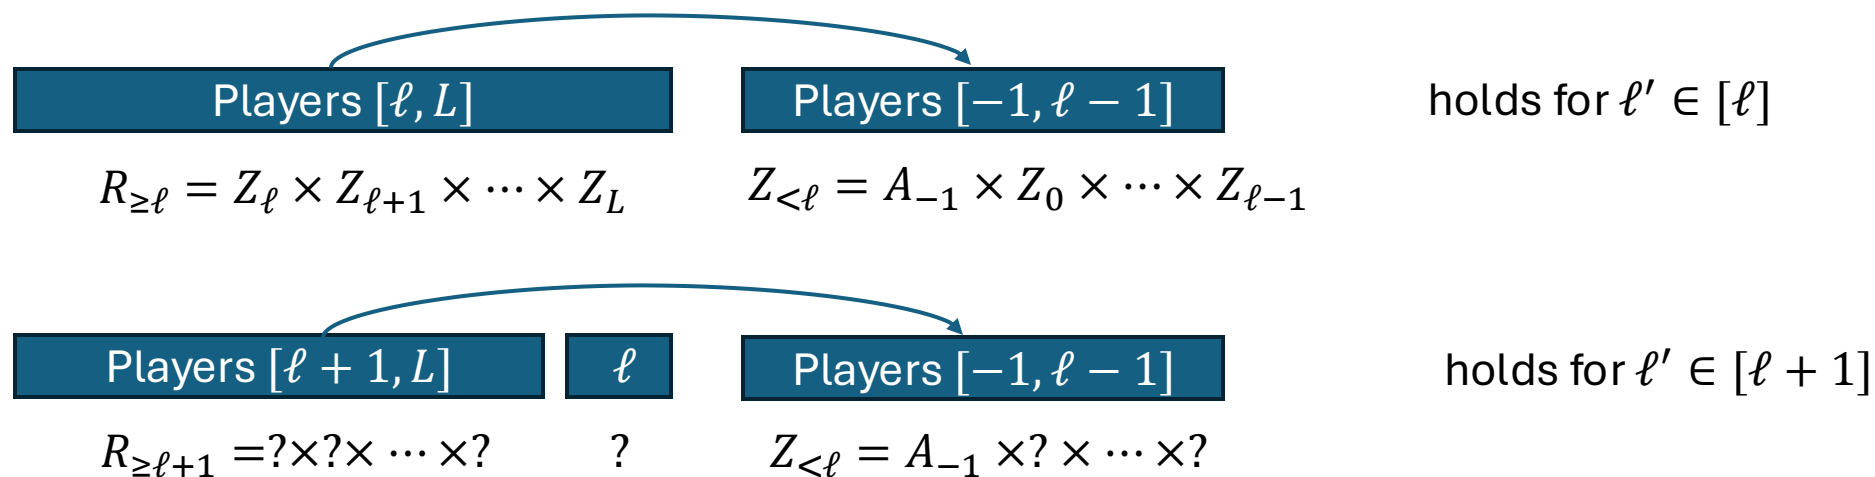 Players [ℓ, L] Players [−1, ℓ − 1] holds for ℓ′ ∈ [ℓ]
R≥ℓ = Zℓ × Zℓ+1 × ⋯ × ZL Z<ℓ = A−1 × Z0 × ⋯ × Zℓ−1
Players [ℓ + 1, L] ℓ Players [−1, ℓ − 1] holds for ℓ′ ∈ [ℓ + 1]
R≥ℓ+1 =?×?× ⋯ ×? ? Z<ℓ = A−1 ×? × ⋯ ×?